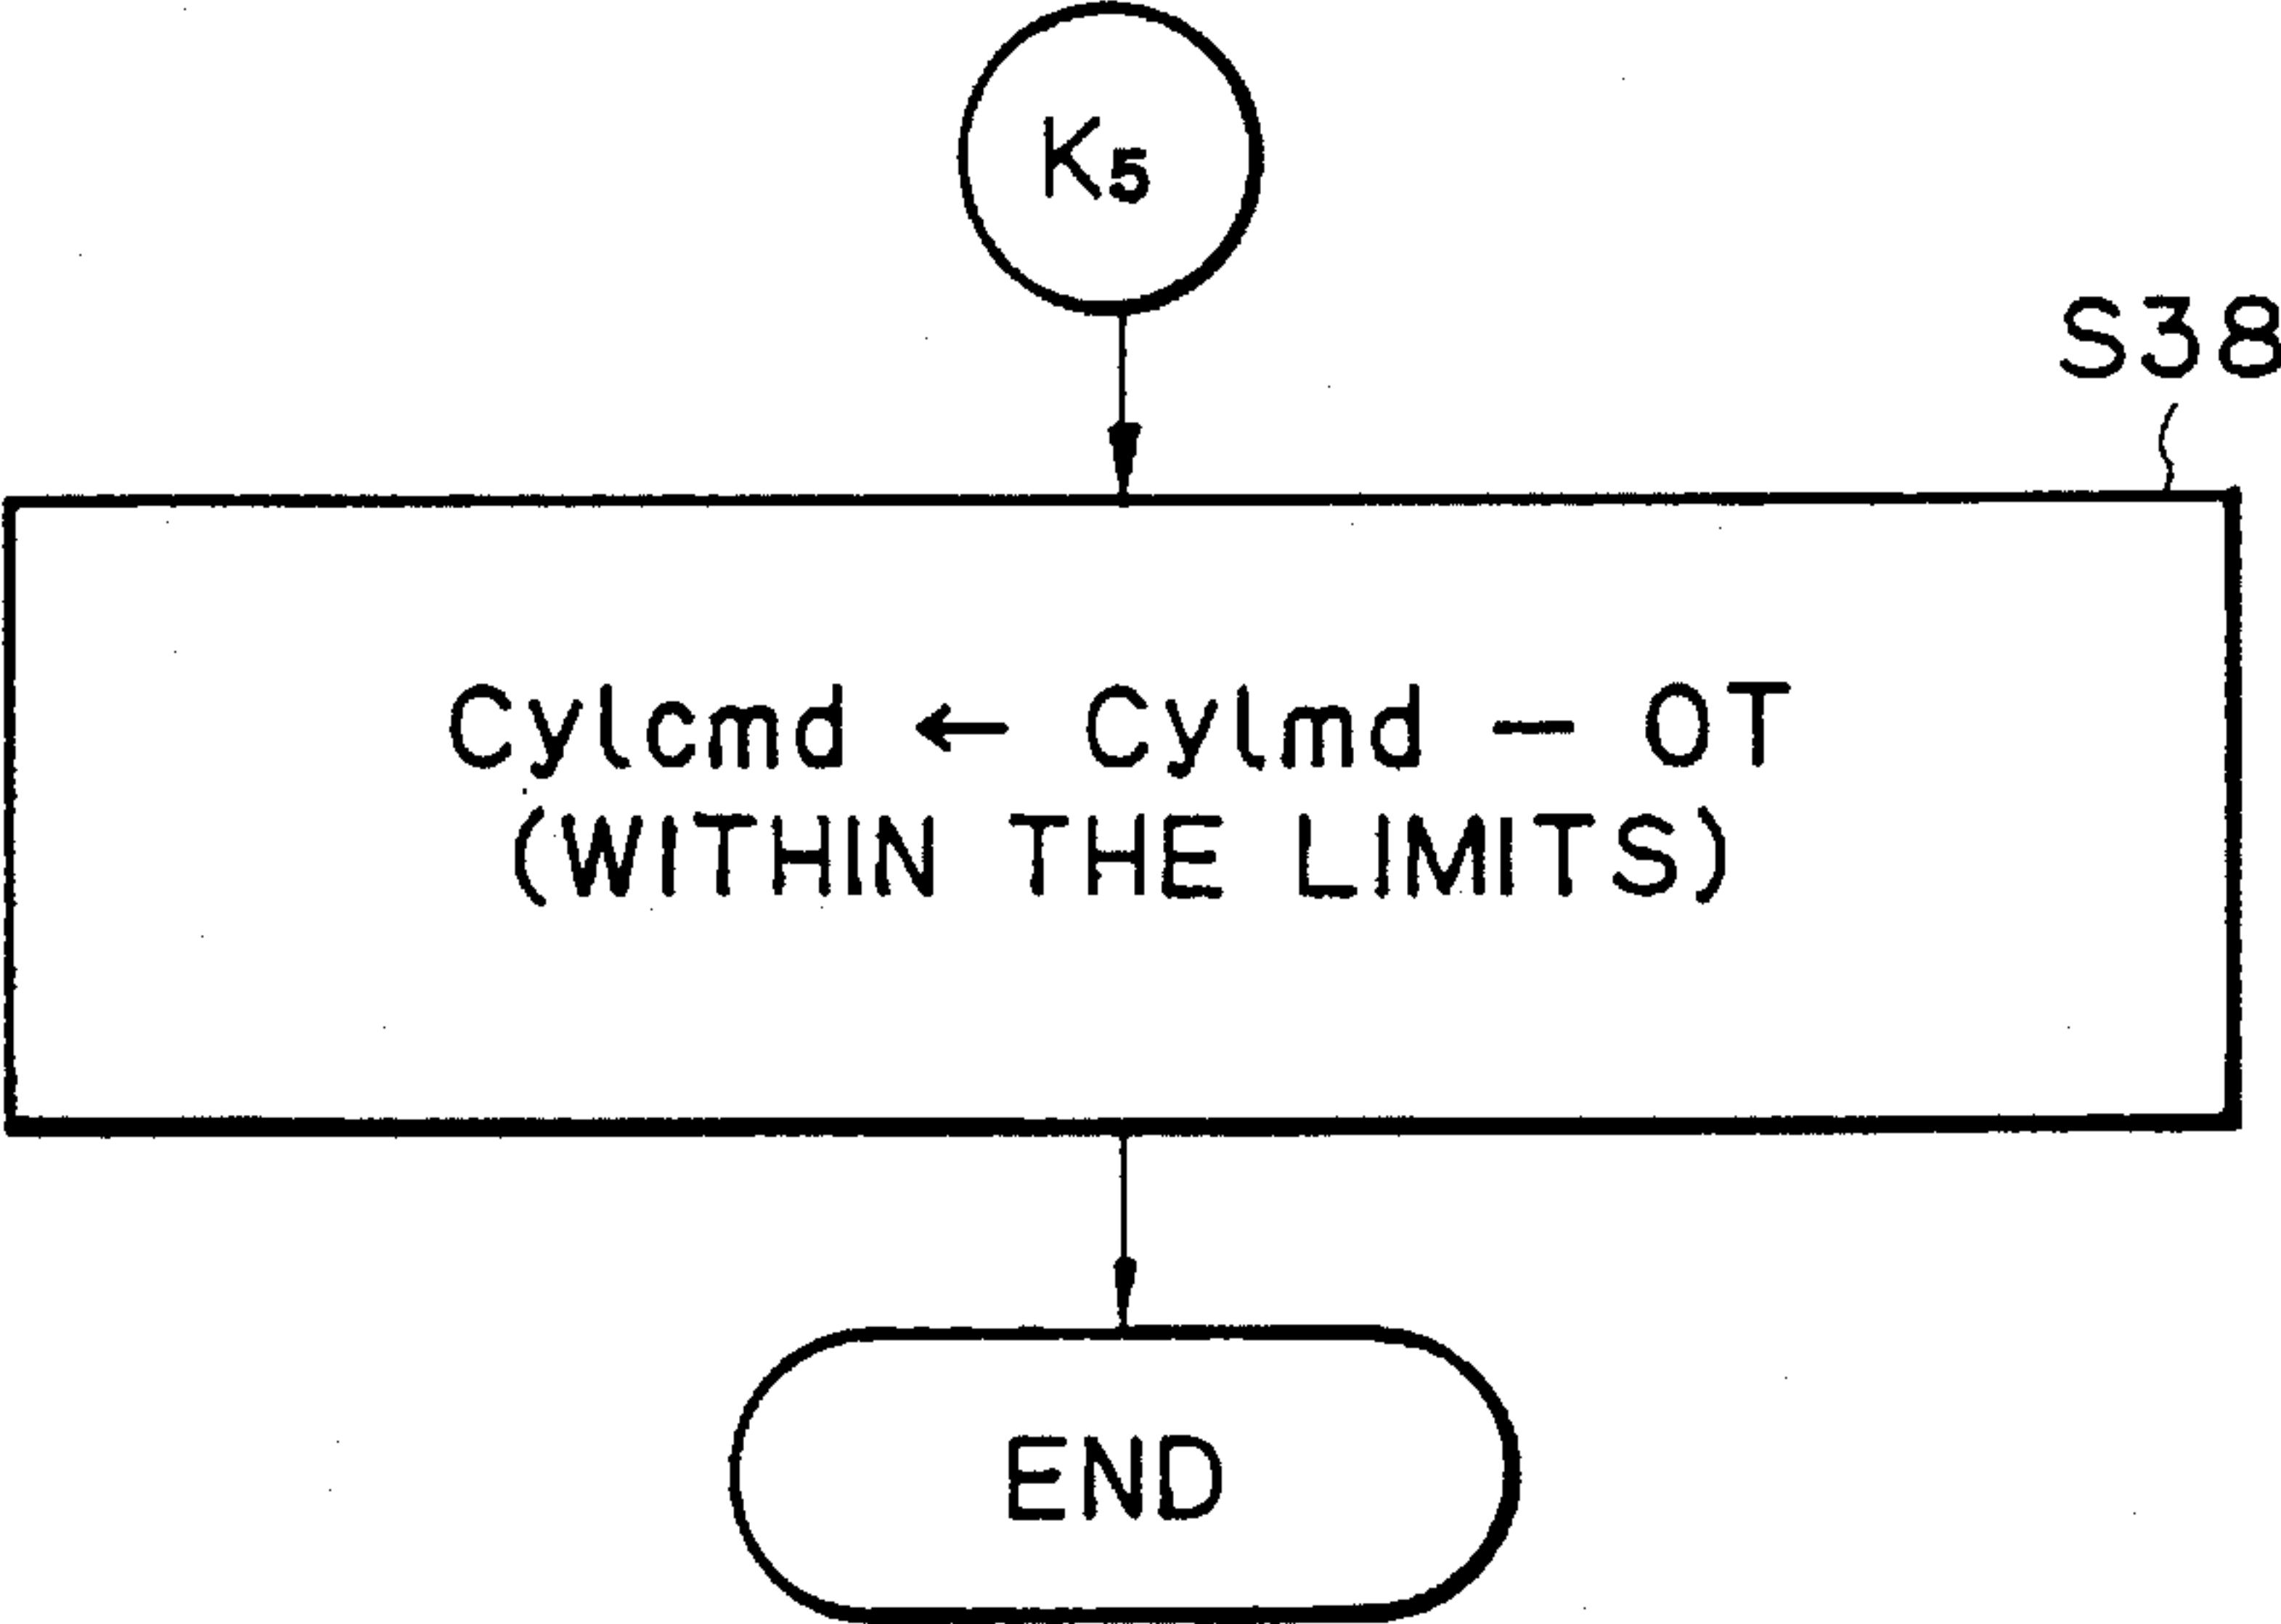 K5
S38
Cylcmd ← Cylmd — OT
(WITHIN THE LIMITS)
END